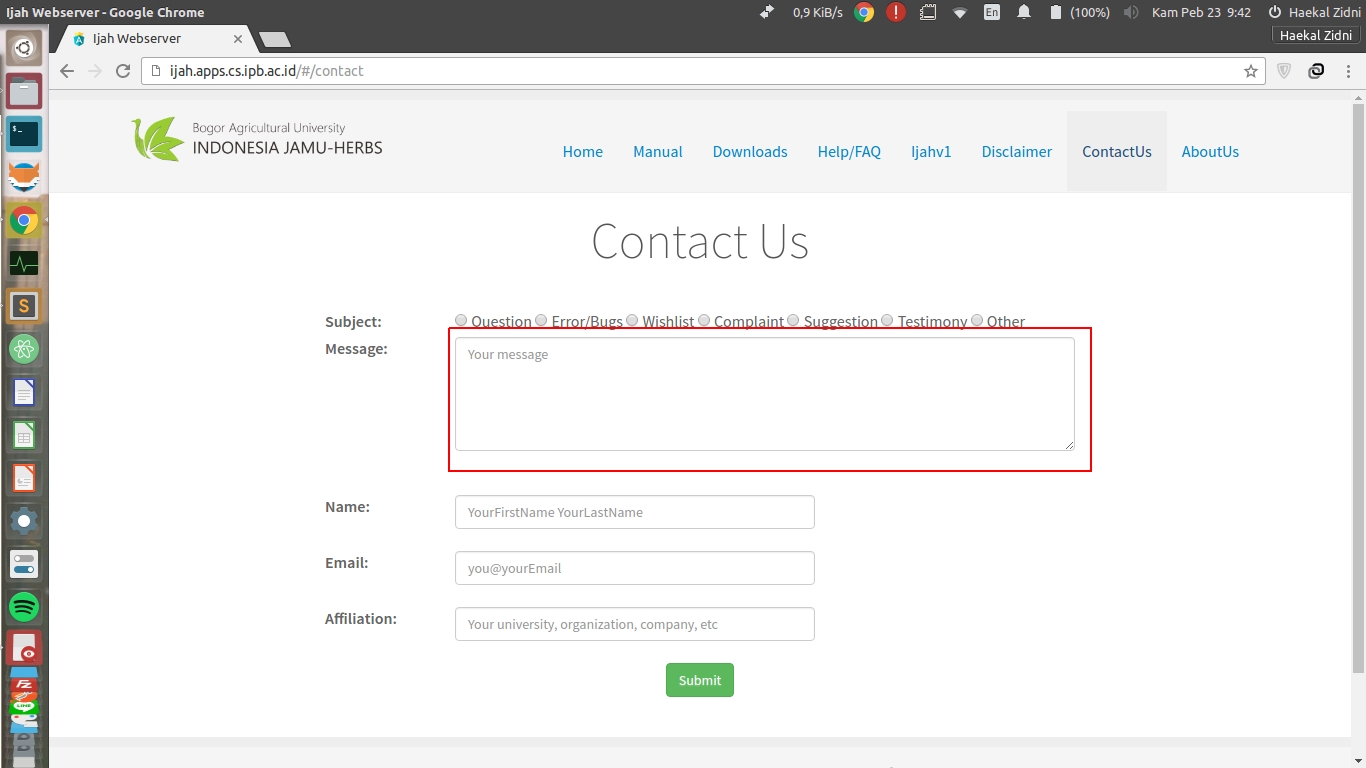 Ijah Webserver - Google Chrome 0,9 KiB/s En (100%) Kam Peb 23 9:42 Haekal Zidni
Ijah Webserver Haekal Zidni
ijah.apps.cs.ipb.ac.id/#/contact
Bogor Agricultural University
INDONESIA JAMU-HERBS
Home Manual Downloads Help/FAQ Ijahv1 Disclaimer ContactUs AboutUs
Contact Us
Subject: Question Error/Bugs Wishlist Complaint Suggestion Testimony Other
Message: Your message
Name: YourFirstName YourLastName
Email: you@yourEmail
Affiliation: Your university, organization, company, etc
Submit